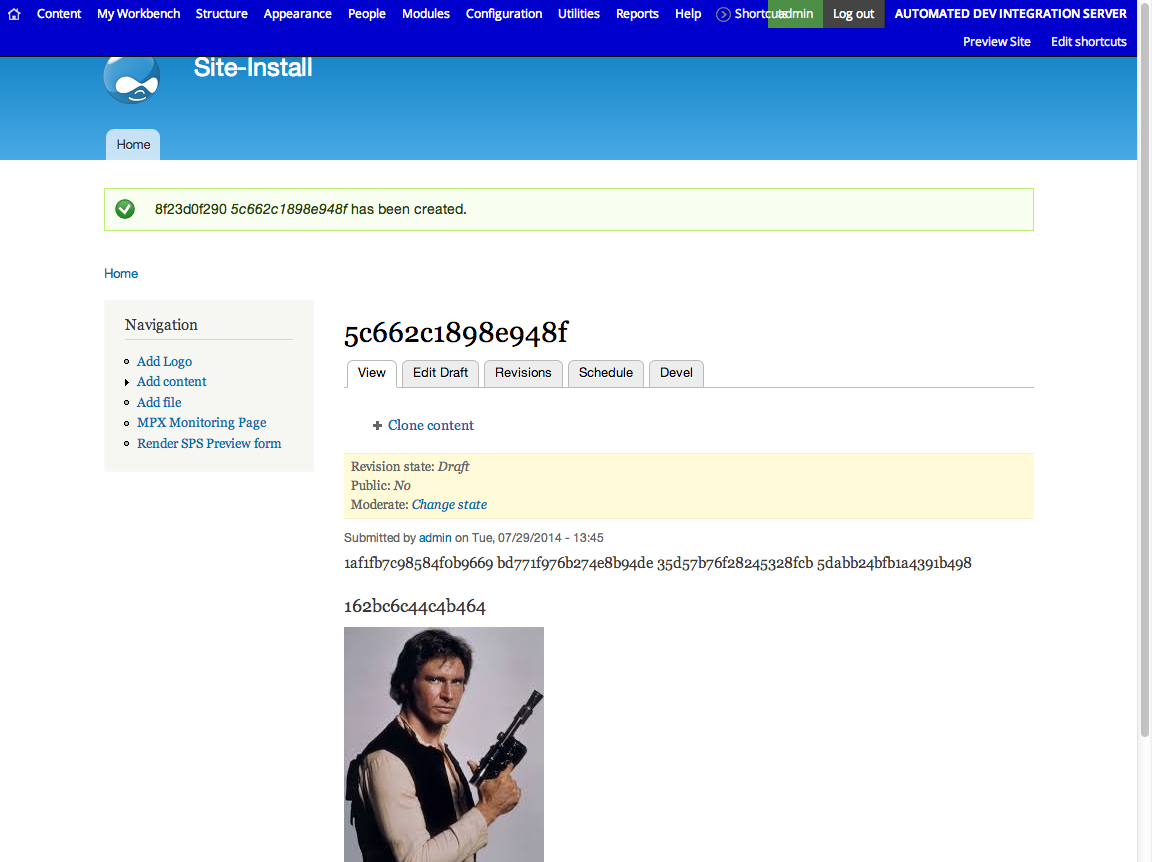 Content My Workbench Structure Appearance People Modules Configuration Utilities Reports Help Shortcuts admin Log out AUTOMATED DEV INTEGRATION SERVER
Preview Site Edit shortcuts
Site-Install
Home
8f23d0f290 5c662c1898e948f has been created.
Home
Navigation
Add Logo
Add content
Add file
MPX Monitoring Page
Render SPS Preview form
5c662c1898e948f
View Edit Draft Revisions Schedule Devel
Clone content
Revision state: Draft
Public: No
Moderate: Change state
Submitted by admin on Tue, 07/29/2014 - 13:45
1af1fb7c98584f0b9669 bd771f976b274e8b94de 35d57b76f28245328fcb 5dabb24bfb1a4391b498
162bc6c44c4b464